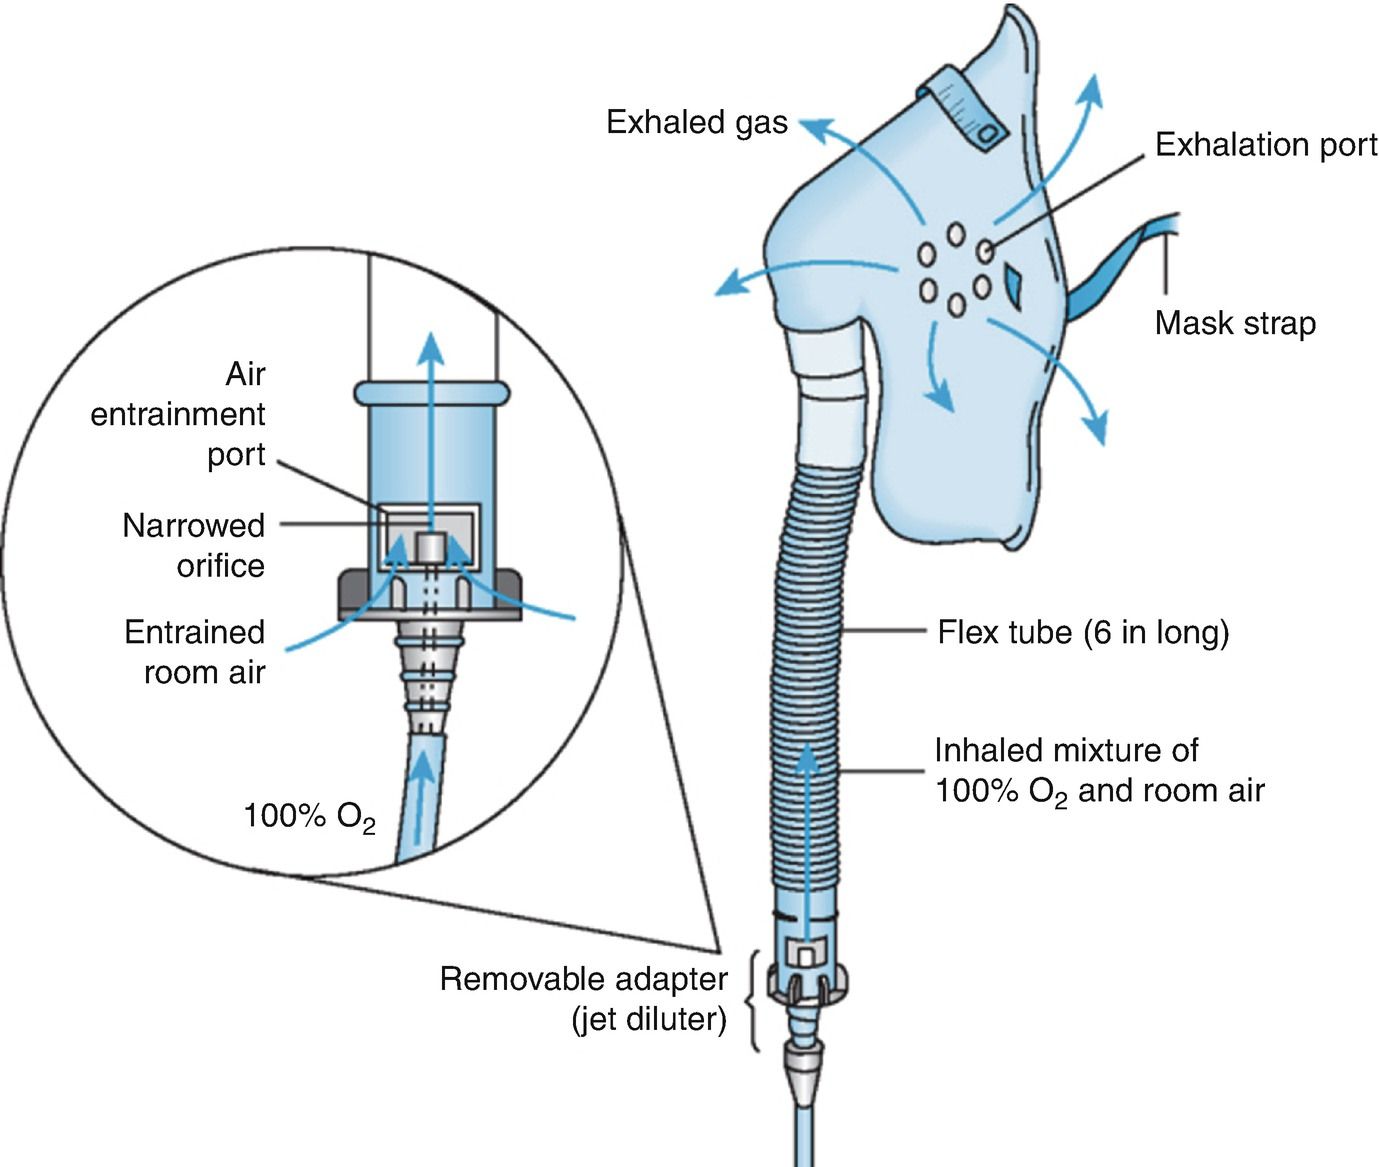 Exhaled gas
Exhalation port
Mask strap
Air
entrainment
port
Narrowed
orifice
Entrained
room air
100% O₂
Flex tube (6 in long)
Inhaled mixture of
100% O₂ and room air
Removable adapter
(jet diluter)